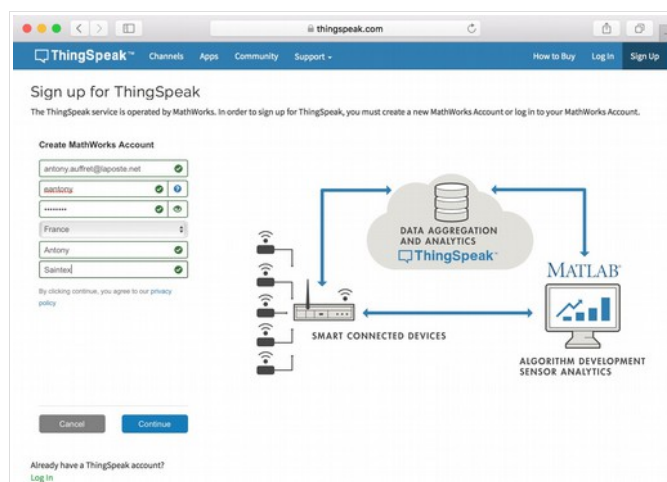 thingspeak.com
ThingSpeak™ Channels Apps Community Support How to Buy Log In Sign Up
Sign up for ThingSpeak
The ThingSpeak service is operated by MathWorks. In order to sign up for ThingSpeak, you must create a new MathWorks Account or log in to your MathWorks Account.
Create MathWorks Account
antony.auffret@laposte.net
eantony
••••••••
France
Antony
Saintex
By clicking continue, you agree to our privacy
policy
Cancel Continue
Already have a ThingSpeak account?
Log In
DATA AGGREGATION
AND ANALYTICS
ThingSpeak™
SMART CONNECTED DEVICES
MATLAB®
ALGORITHM DEVELOPMENT
SENSOR ANALYTICS